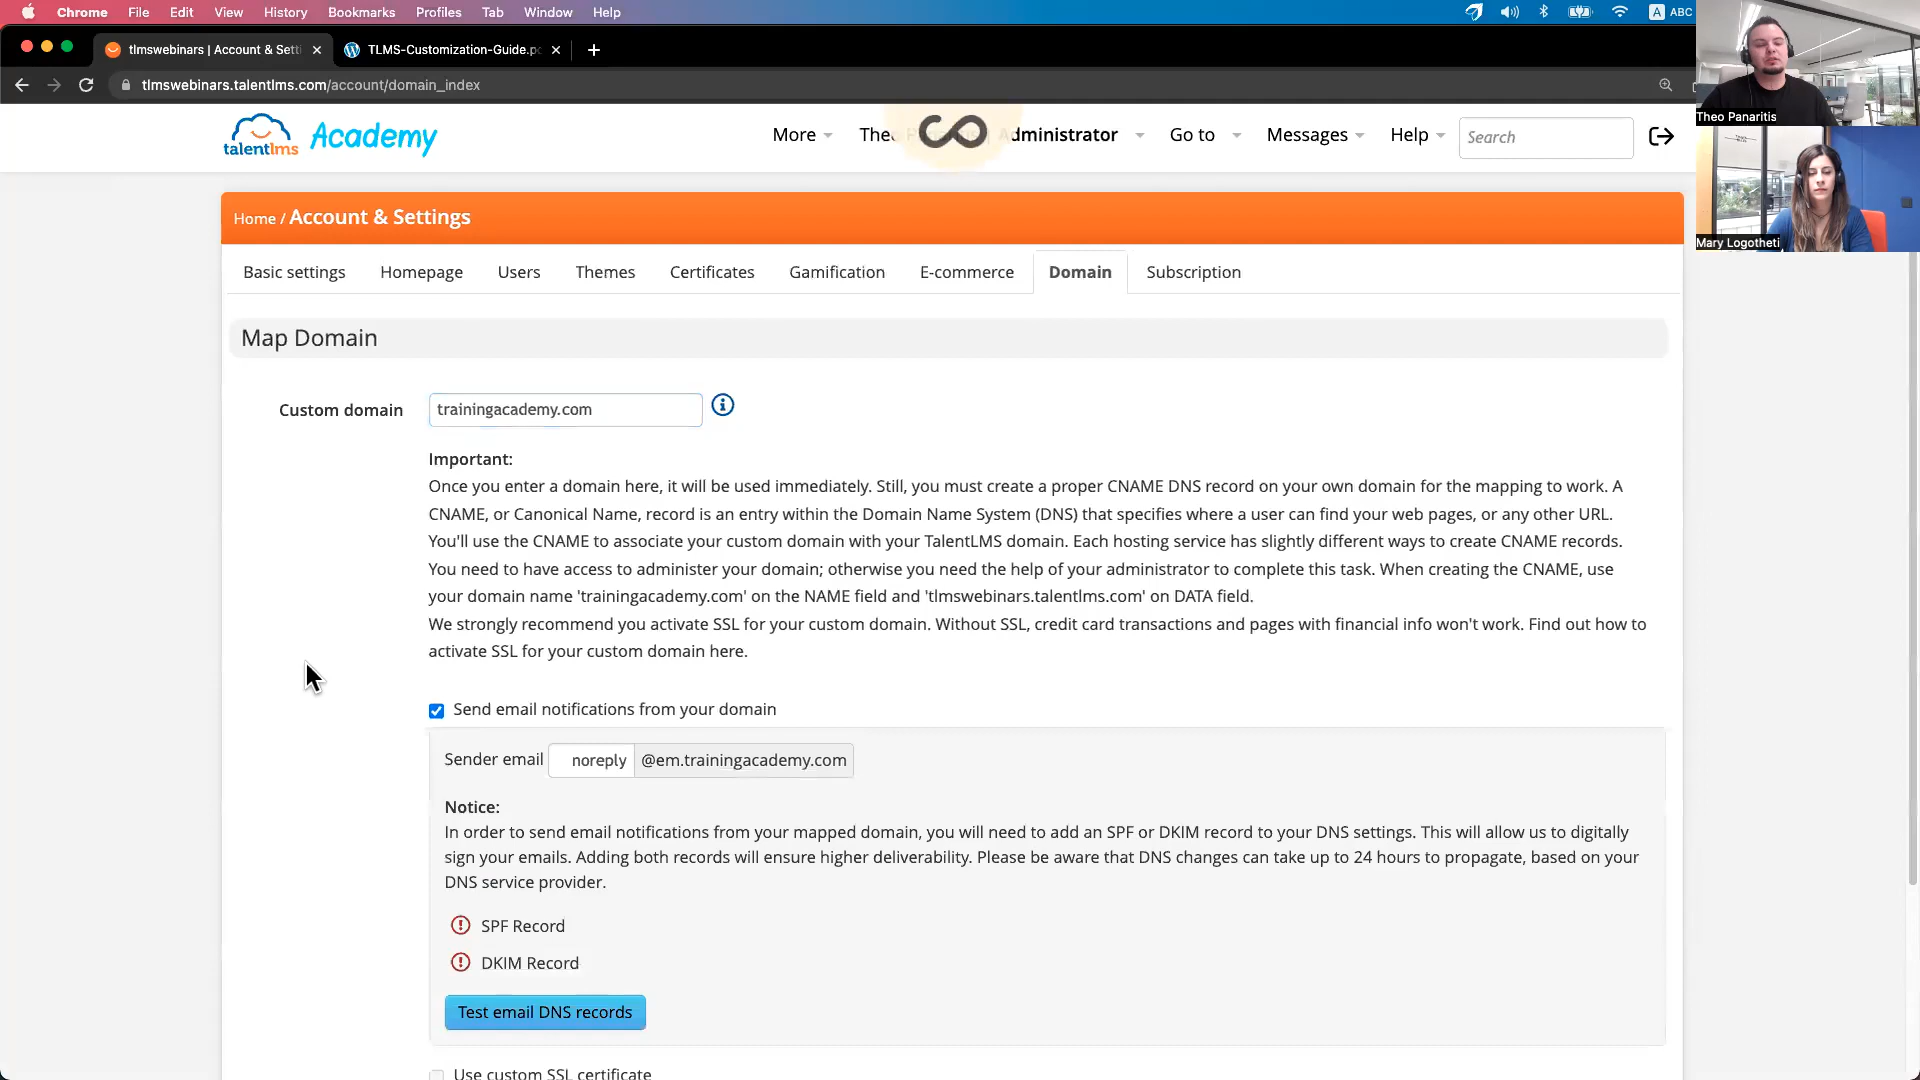 Chrome File Edit View History Bookmarks Profiles Tab Window Help A ABC
tlmswebinars | Account & Setti
TLMS-Customization-Guide.p
tlmswebinars.talentlms.com/account/domain_index
Theo Panaritis
Mary Logotheti
talentlms Academy
More Theo Administrator Go to Messages Help Search
Home / Account & Settings
Basic settings Homepage Users Themes Certificates Gamification E-commerce Domain Subscription
Map Domain
Custom domain trainingacademy.com
Important:
Once you enter a domain here, it will be used immediately. Still, you must create a proper CNAME DNS record on your own domain for the mapping to work. A
CNAME, or Canonical Name, record is an entry within the Domain Name System (DNS) that specifies where a user can find your web pages, or any other URL.
You'll use the CNAME to associate your custom domain with your TalentLMS domain. Each hosting service has slightly different ways to create CNAME records.
You need to have access to administer your domain; otherwise you need the help of your administrator to complete this task. When creating the CNAME, use
your domain name 'trainingacademy.com' on the NAME field and 'tlmswebinars.talentlms.com' on DATA field.
We strongly recommend you activate SSL for your custom domain. Without SSL, credit card transactions and pages with financial info won't work. Find out how to
activate SSL for your custom domain here.
Send email notifications from your domain
Sender email noreply @em.trainingacademy.com
Notice:
In order to send email notifications from your mapped domain, you will need to add an SPF or DKIM record to your DNS settings. This will allow us to digitally
sign your emails. Adding both records will ensure higher deliverability. Please be aware that DNS changes can take up to 24 hours to propagate, based on your
DNS service provider.
SPF Record
DKIM Record
Test email DNS records
Use custom SSL certificate